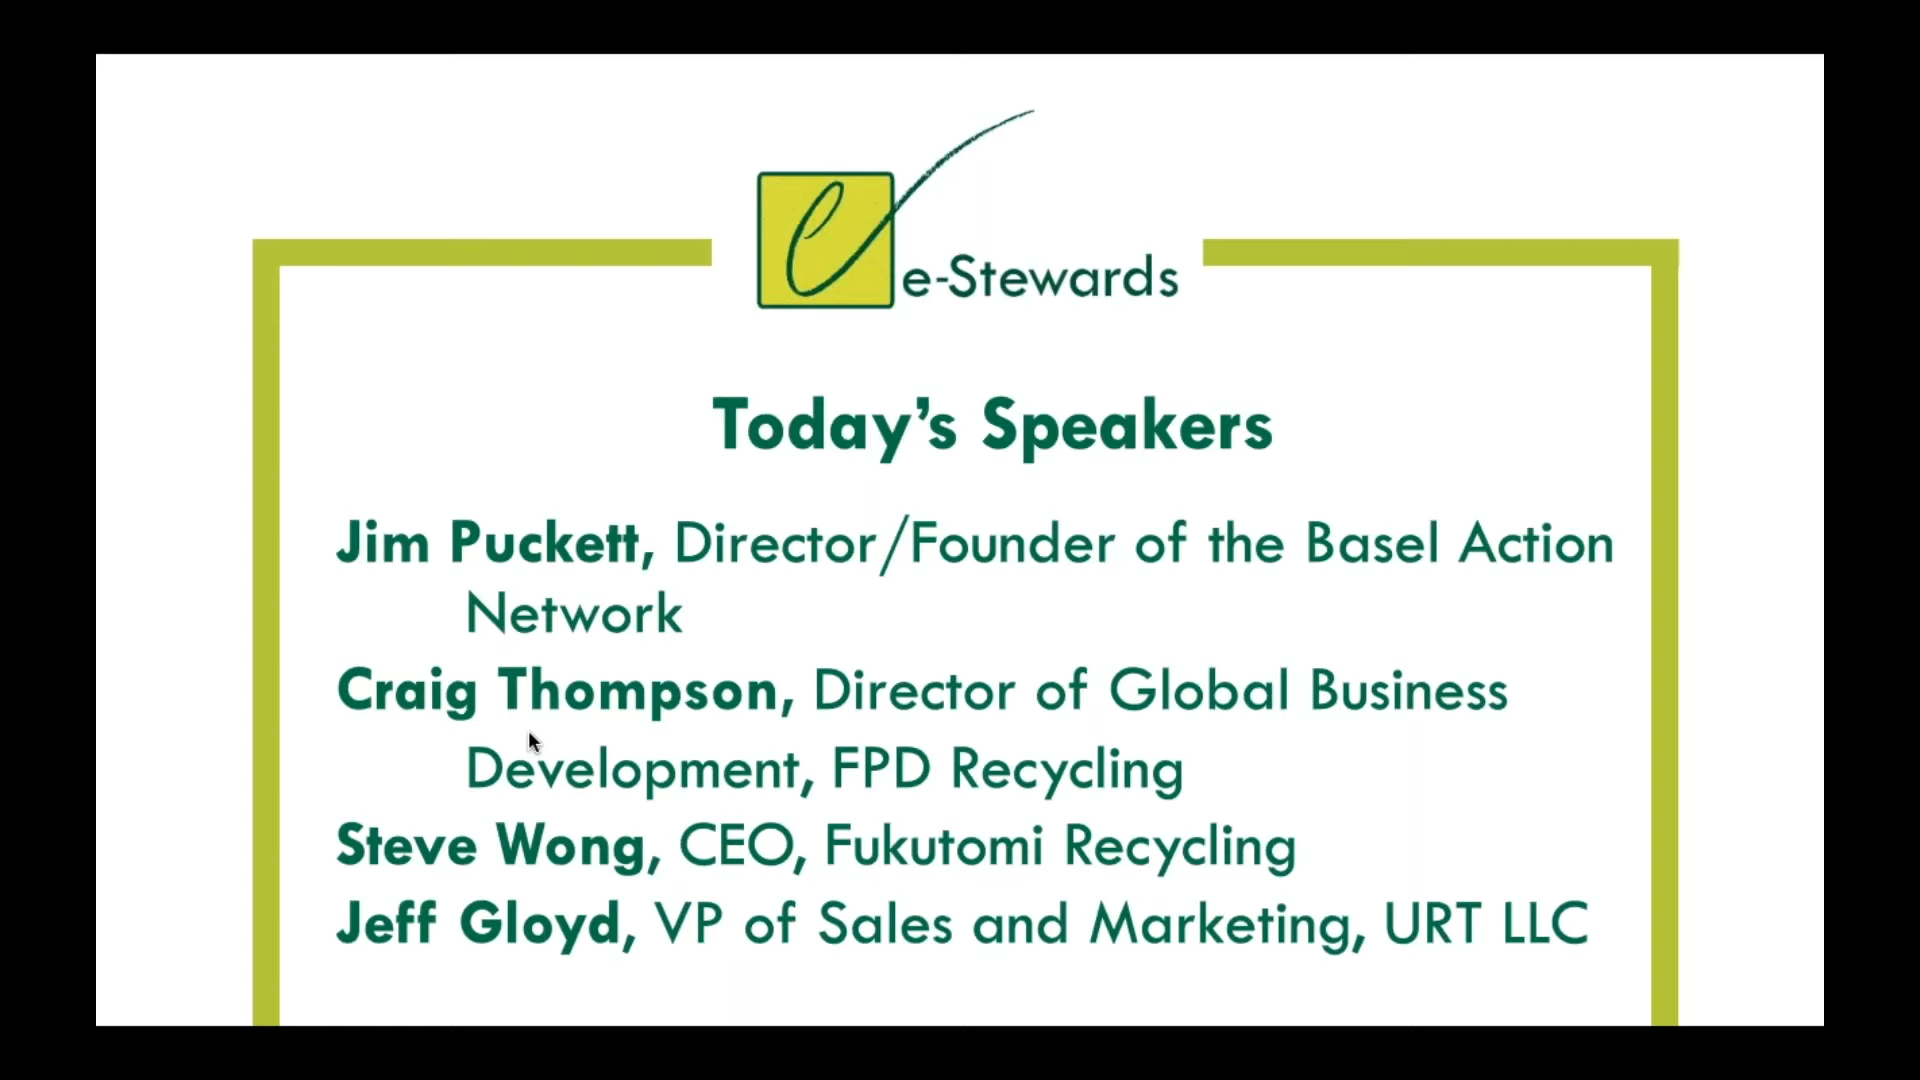 e-Stewards
Today’s Speakers
Jim Puckett, Director/Founder of the Basel Action
Network
Craig Thompson, Director of Global Business
Development, FPD Recycling
Steve Wong, CEO, Fukutomi Recycling
Jeff Gloyd, VP of Sales and Marketing, URT LLC